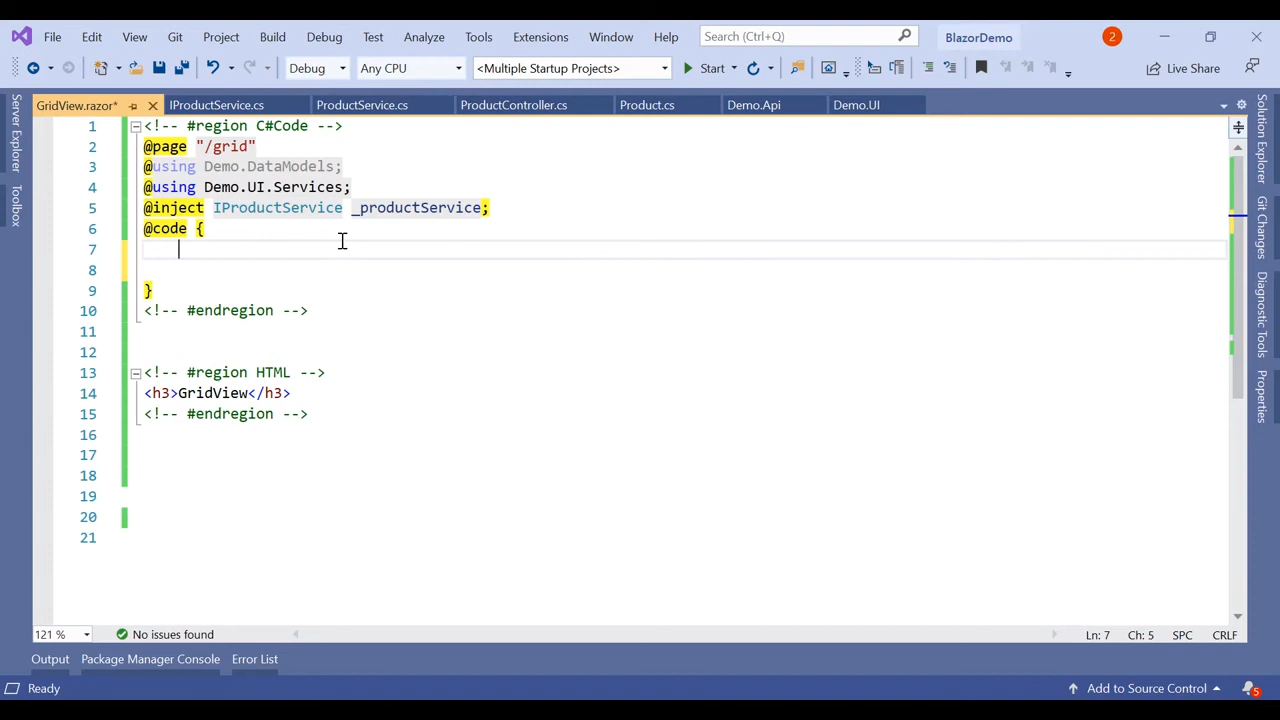 File Edit View Git Project Build Debug Test Analyze Tools Extensions Window Help Search (Ctrl+Q) BlazorDemo 2
Debug Any CPU <Multiple Startup Projects> Start Live Share
GridView.razor* IProductService.cs ProductService.cs ProductController.cs Product.cs Demo.Api Demo.UI
Server Explorer
Toolbox
1 <!-- #region C#Code -->
2 @page "/grid"
3 @using Demo.DataModels;
4 @using Demo.UI.Services;
5 @inject IProductService _productService;
6 @code {
7
8
9 }
10 <!-- #endregion -->
11
12
13 <!-- #region HTML -->
14 <h3>GridView</h3>
15 <!-- #endregion -->
16
17
18
19
20
21
Solution Explorer
Git Changes
Diagnostic Tools
Properties
121 % No issues found Ln: 7 Ch: 5 SPC CRLF
Output Package Manager Console Error List
Ready Add to Source Control 5